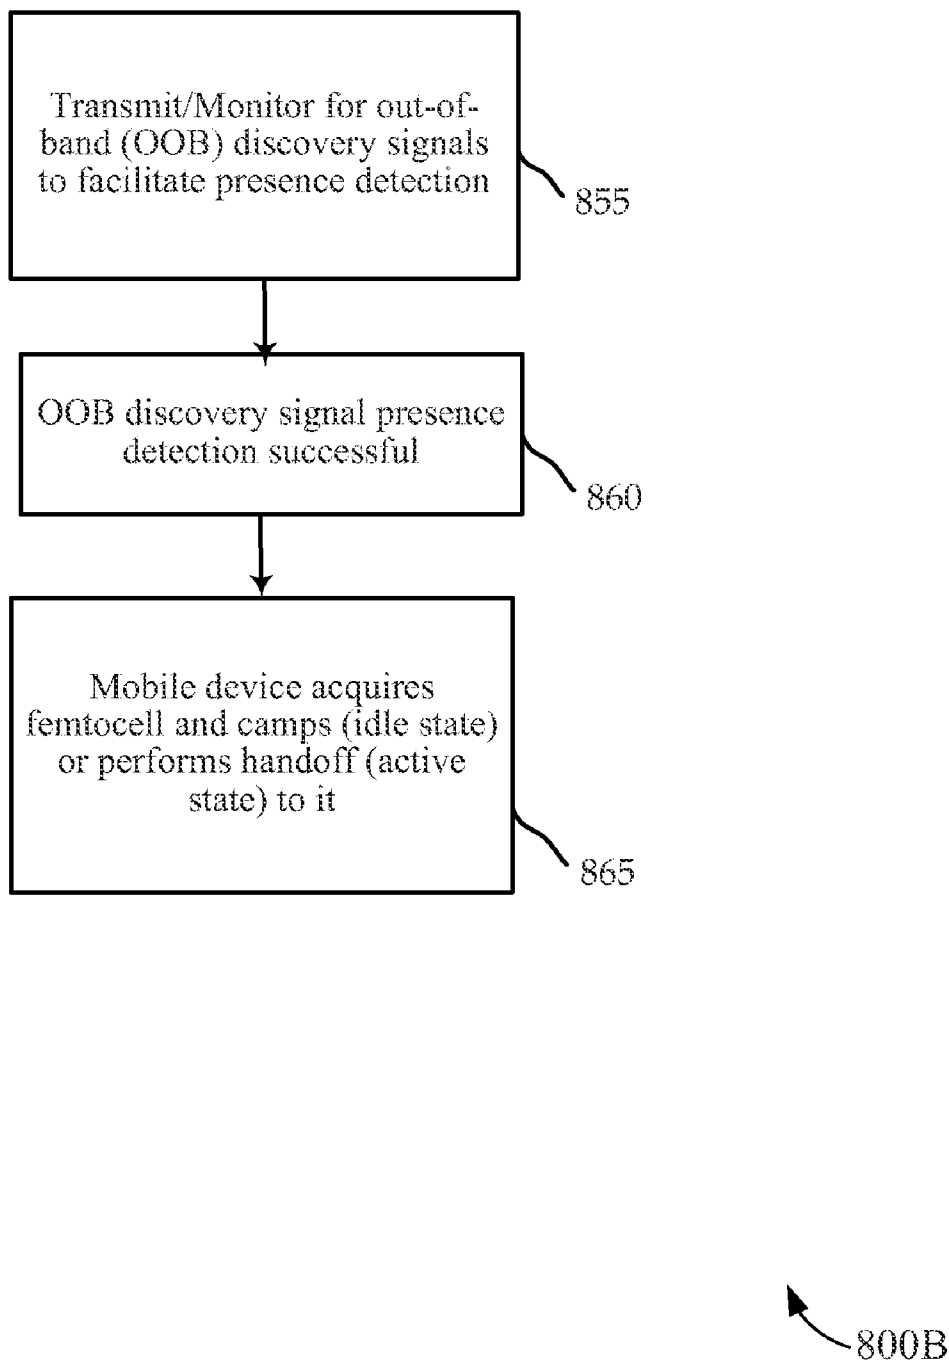 Transmit/Monitor for out-of-
band (OOB) discovery signals
to facilitate presence detection
855
OOB discovery signal presence
detection successful
860
Mobile device acquires
femtocell and camps (idle state)
or performs handoff (active
state) to it
865
800B